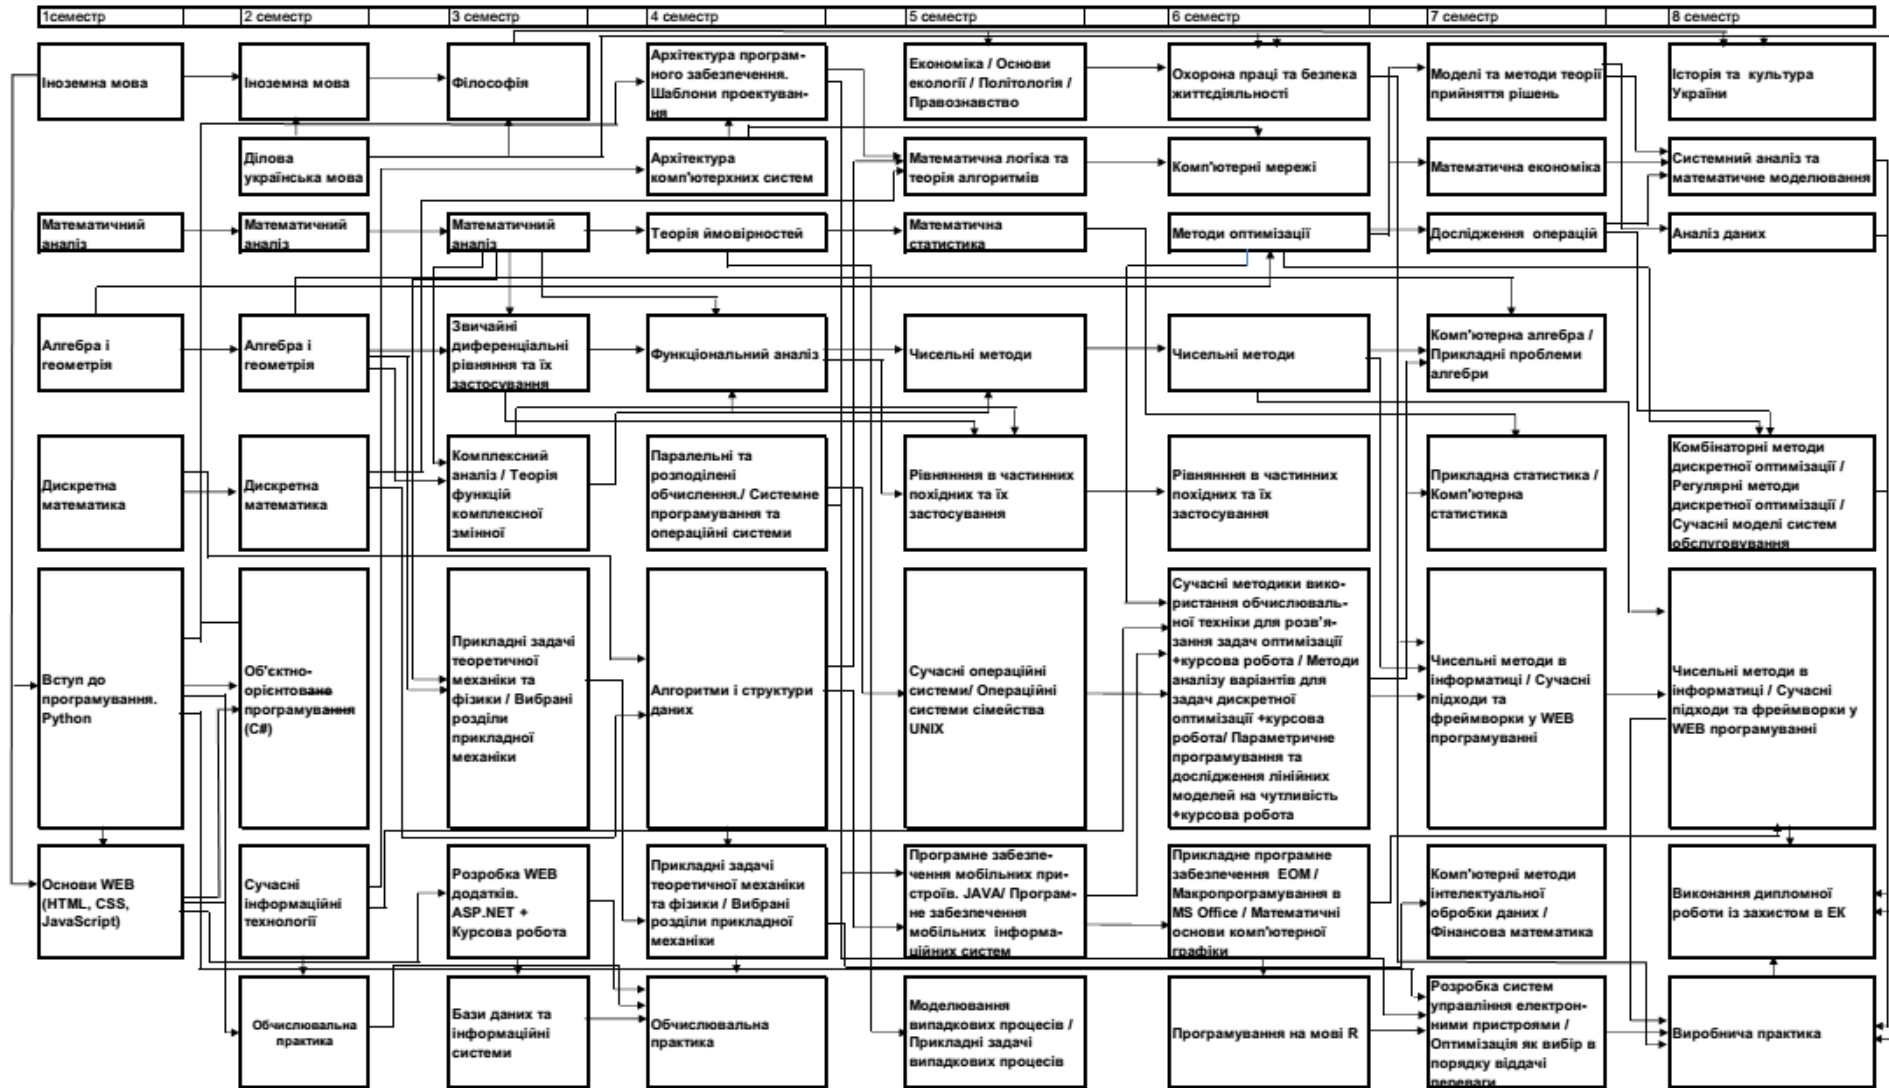 1семестр
2 семестр
3 семестр
4 семестр
5 семестр
6 семестр
7 семестр
8 семестр
Іноземна мова
Іноземна мова
Філософія
Архітектура програм-
ного забезпечення.
Шаблони проектуван-
ня
Економіка / Основи
екології / Політологія /
Правознавство
Охорона праці та безпека
життєдіяльності
Моделі та методи теорії
прийняття рішень
Історія та культура
України
Ділова
українська мова
Архітектура
комп'ютерхних систем
Математична логіка та
теорія алгоритмів
Комп'ютерні мережі
Математична економіка
Системний аналіз та
математичне моделювання
Математичний
аналіз
Математичний
аналіз
Математичний
аналіз
Теорія ймовірностей
Математична
статистика
Методи оптимізації
Дослідження операцій
Аналіз даних
Алгебра і
геометрія
Алгебра і
геометрія
Звичайні
диференціальні
рівняння та їх
застосування
Функціональний аналіз
Чисельні методи
Чисельні методи
Комп'ютерна алгебра /
Прикладні проблеми
алгебри
Дискретна
математика
Дискретна
математика
Комплексний
аналіз / Теорія
функцій
комплексної
змінної
Паралельні та
розподілені
обчислення./ Системне
програмування та
операційні системи
Рівнянння в частинних
похідних та їх
застосування
Рівнянння в частинних
похідних та їх
застосування
Прикладна статистика /
Комп'ютерна
статистика
Комбінаторні методи
дискретної оптимізації /
Регулярні методи
дискретної оптимізації /
Сучасні моделі систем
обслуговування
Вступ до
програмування.
Python
Об'єктно-
орієнтоване
програмування
(C#)
Прикладні задачі
теоретичної
механіки та
фізики / Вибрані
розділи
прикладної
механіки
Алгоритми і структури
даних
Сучасні операційні
системи/ Операційні
системи сімейства
UNIX
Сучасні методики вико-
ристання обчислюваль-
ної техніки для розв'я-
зання задач оптимізації
+курсова робота / Методи
аналізу варіантів для
задач дискретної
оптимізації +курсова
робота/ Параметричне
програмування та
дослідження лінійних
моделей на чутливість
+курсова робота
Чисельні методи в
інформатиці / Сучасні
підходи та
фреймворки у WEB
програмуванні
Чисельні методи в
інформатиці / Сучасні
підходи та фреймворки у
WEB програмуванні
Основи WEB
(HTML, CSS,
JavaScript)
Сучасні
інформаційні
технології
Розробка WEB
додатків.
ASP.NET +
Курсова робота
Прикладні задачі
теоретичної механіки
та фізики / Вибрані
розділи прикладної
механіки
Програмне забезпе-
чення мобільних при-
строїв. JAVA/ Програм-
не забезпечення
мобільних інформа-
ційних систем
Прикладне програмне
забезпечення ЕОМ /
Макропрограмування в
MS Office / Математичні
основи комп'ютерної
графіки
Комп'ютерні методи
інтелектуальної
обробки даних /
Фінансова математика
Виконання дипломної
роботи із захистом в ЕК
Обчислювальна
практика
Бази даних та
інформаційні
системи
Обчислювальна
практика
Моделювання
випадкових процесів /
Прикладні задачі
випадкових процесів
Програмування на мові R
Розробка систем
управління електрон-
ними пристроями /
Оптимізація як вибір в
порядку віддачі
переваги
Виробнича практика